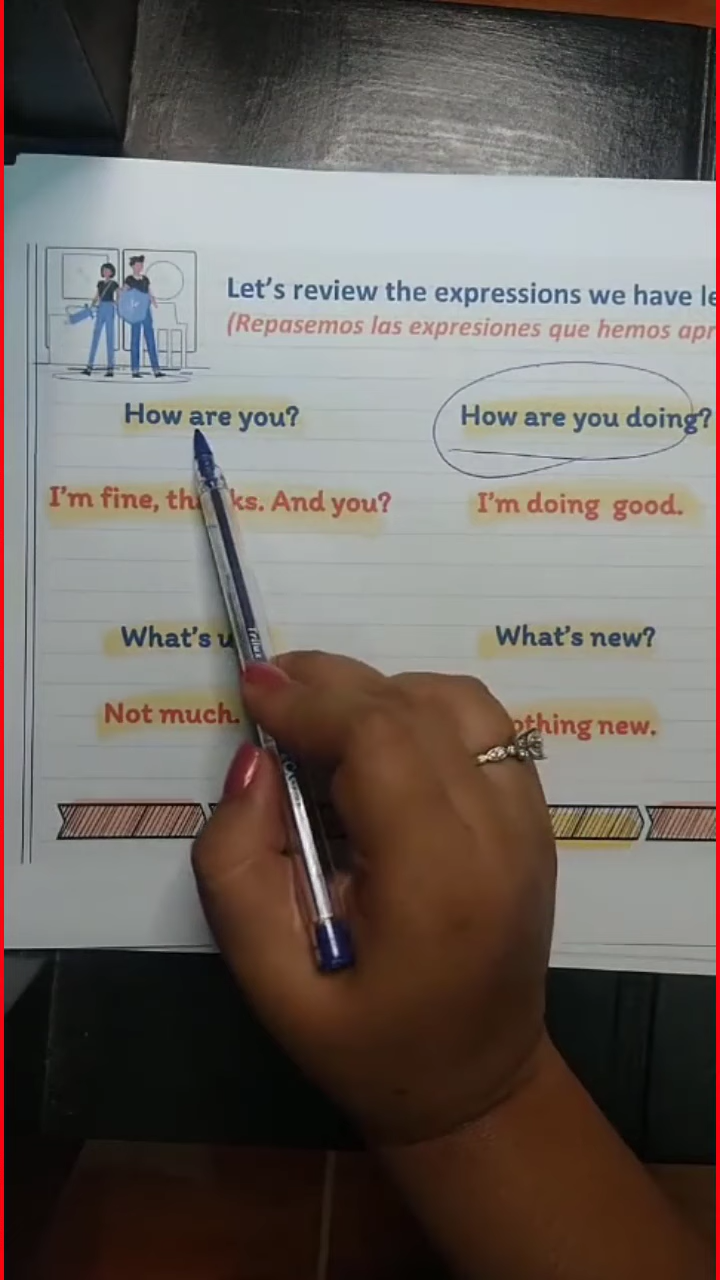 Let's review the expressions we have le
(Repasemos las expresiones que hemos apr
How are you?
How are you doing?
I'm fine, th ks. And you?
I'm doing good.
What's u
What's new?
Not much.
othing new.